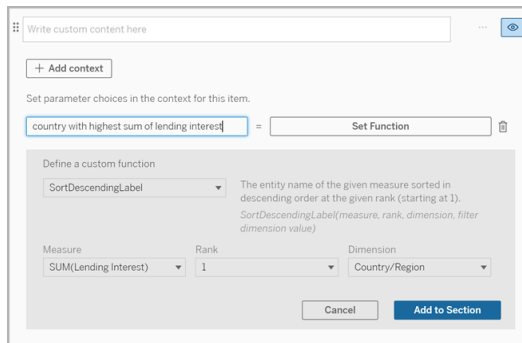 Write custom content here
+ Add context
Set parameter choices in the context for this item.
country with highest sum of lending interest = Set Function
Define a custom function
SortDescendingLabel
The entity name of the given measure sorted in
descending order at the given rank (starting at 1).
SortDescendingLabel(measure, rank, dimension, filter
dimension value)
Measure Rank Dimension
SUM(Lending Interest) 1 Country/Region
Cancel Add to Section